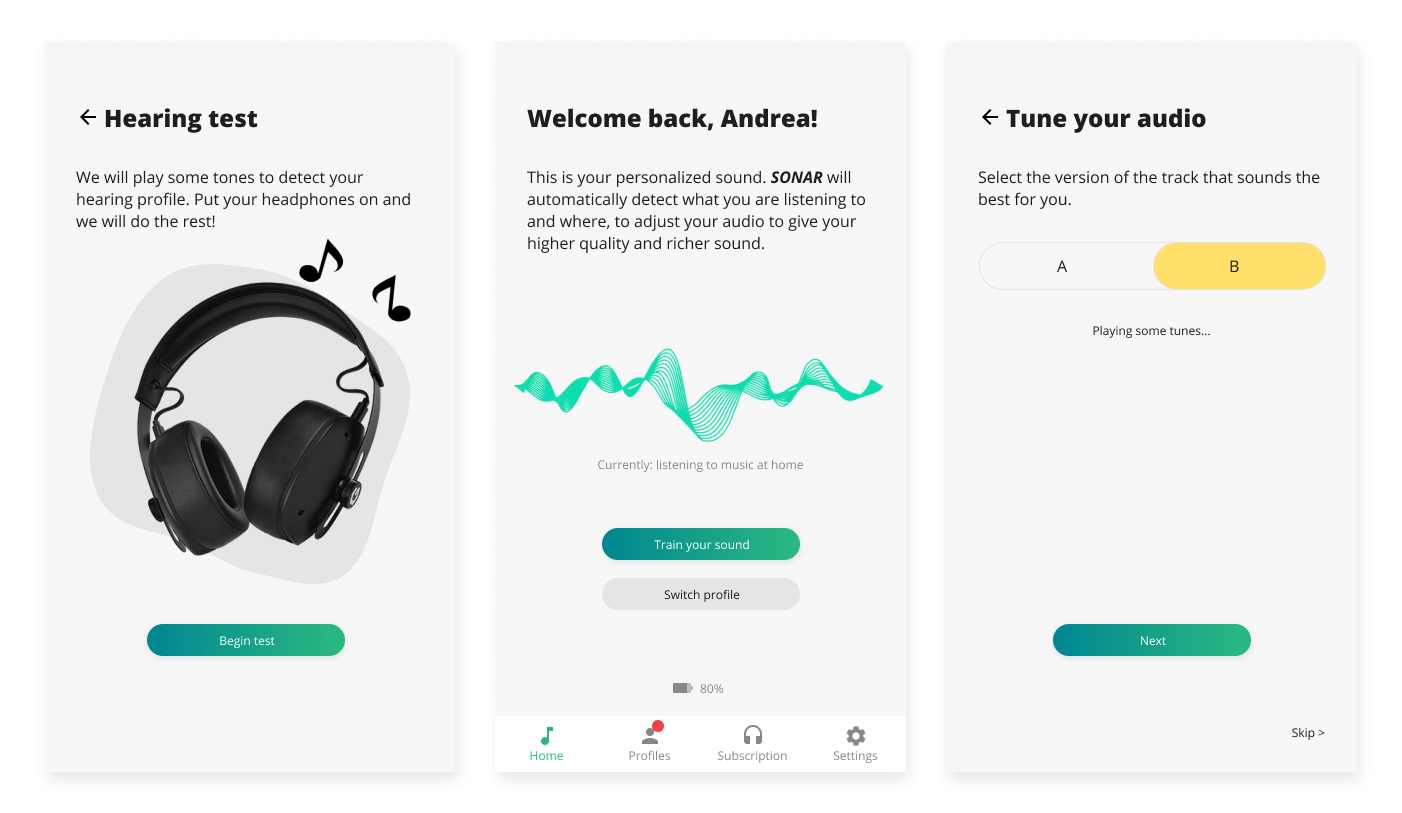 Hearing test
We will play some tones to detect your
hearing profile. Put your headphones on and
we will do the rest!
Begin test
Welcome back, Andrea!
This is your personalized sound. SONAR will
automatically detect what you are listening to
and where, to adjust your audio to give your
higher quality and richer sound.
Currently: listening to music at home
Train your sound
Switch profile
80%
Home
Profiles
Subscription
Settings
Tune your audio
Select the version of the track that sounds the
best for you.
A
B
Playing some tunes...
Next
Skip >